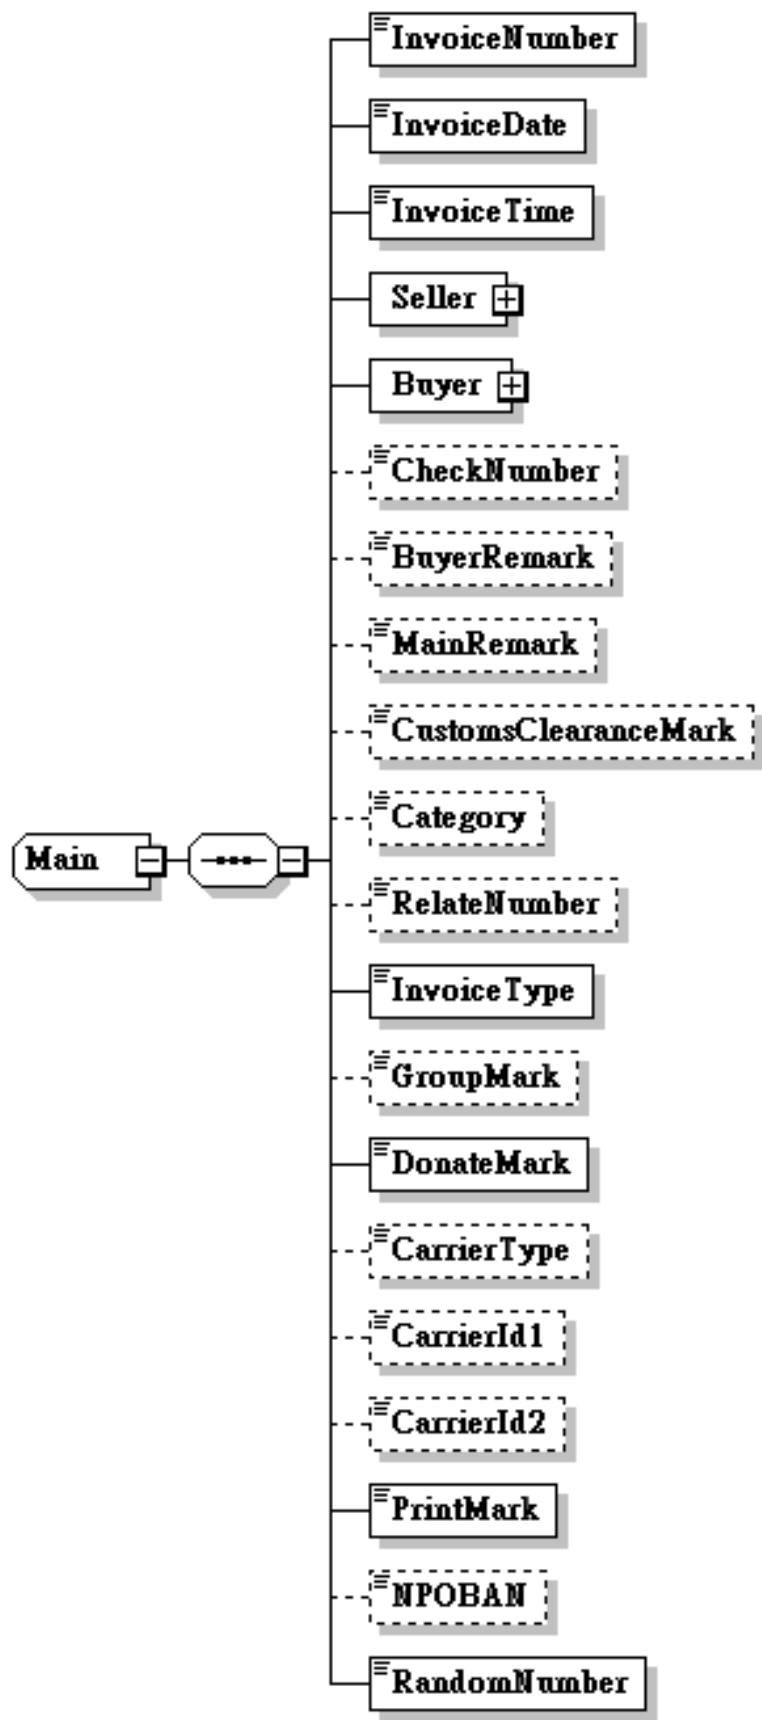 InvoiceNumber
InvoiceDate
InvoiceTime
Seller
Buyer
CheckNumber
BuyerRemark
MainRemark
CustomsClearanceMark
Category
Main
RelateNumber
InvoiceType
GroupMark
DonateMark
CarrierType
CarrierId1
CarrierId2
PrintMark
NPOBAN
RandomNumber